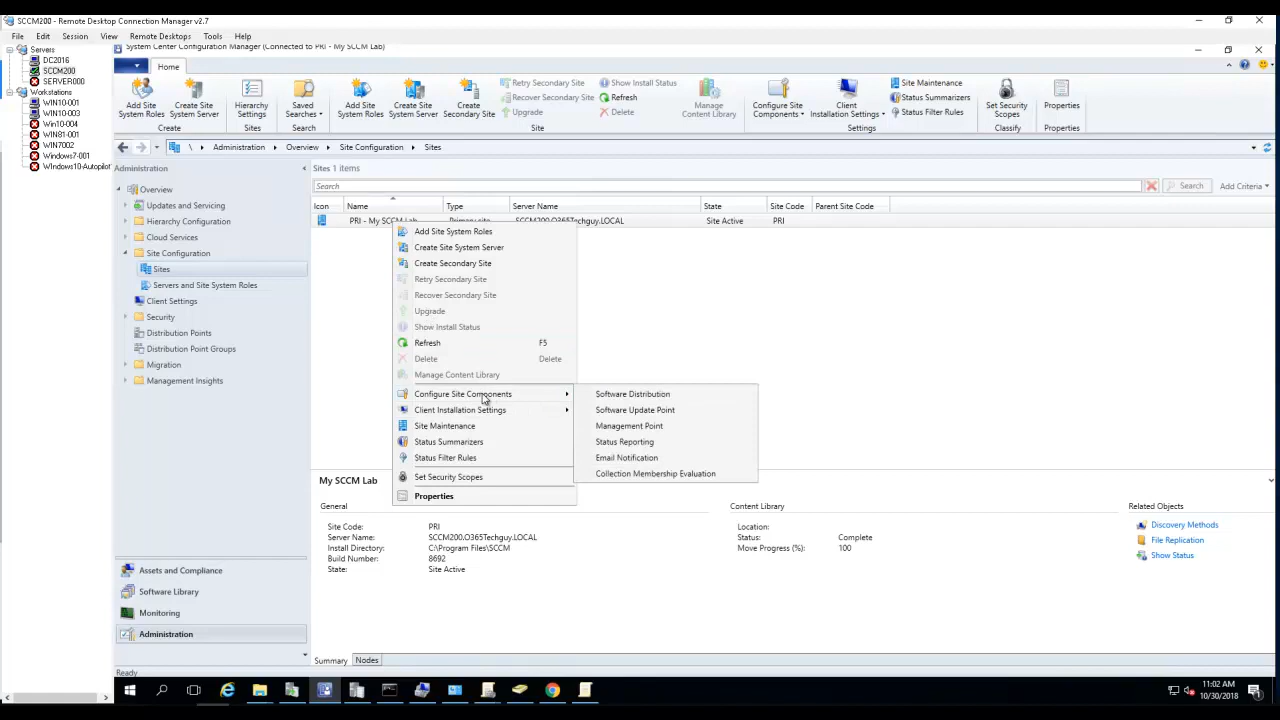 SCCM200 - Remote Desktop Connection Manager v2.7
File Edit Session View Remote Desktops Tools Help
Servers
DC2016
SCCM200
SERVER000
Workstations
WIN10-001
WIN10-003
Win10-004
WIN81-001
WIN7002
Windows7-001
WIndows10-Autopilot
System Center Configuration Manager (Connected to PRI - My SCCM Lab)
Home
Add Site System Roles
Create Site System Server
Create
Hierarchy Settings
Sites
Saved Searches
Search
Add Site System Roles
Create Site System Server
Create Secondary Site
Retry Secondary Site
Recover Secondary Site
Upgrade
Show Install Status
Refresh
Delete
Site
Manage Content Library
Configure Site Components
Client Installation Settings
Site Maintenance
Status Summarizers
Status Filter Rules
Settings
Set Security Scopes
Classify
Properties
Properties
\ Administration Overview Site Configuration Sites
Administration
Overview
Updates and Servicing
Hierarchy Configuration
Cloud Services
Site Configuration
Sites
Servers and Site System Roles
Client Settings
Security
Distribution Points
Distribution Point Groups
Migration
Management Insights
Assets and Compliance
Software Library
Monitoring
Administration
Ready
Sites 1 items
Search Search Add Criteria
Icon Name Type Server Name State Site Code Parent Site Code
PRI - My SCCM Lab Primary site SCCM200.O365Techguy.LOCAL Site Active PRI
Add Site System Roles
Create Site System Server
Create Secondary Site
Retry Secondary Site
Recover Secondary Site
Upgrade
Show Install Status
Refresh F5
Delete Delete
Manage Content Library
Configure Site Components
Client Installation Settings
Site Maintenance
Status Summarizers
Status Filter Rules
Set Security Scopes
Properties
Software Distribution
Software Update Point
Management Point
Status Reporting
Email Notification
Collection Membership Evaluation
My SCCM Lab
General
Site Code: PRI
Server Name: SCCM200.O365Techguy.LOCAL
Install Directory: C:\Program Files\SCCM
Build Number: 8692
State: Site Active
Content Library
Location:
Status: Complete
Move Progress (%): 100
Related Objects
Discovery Methods
File Replication
Show Status
Summary Nodes
11:02 AM
10/30/2018